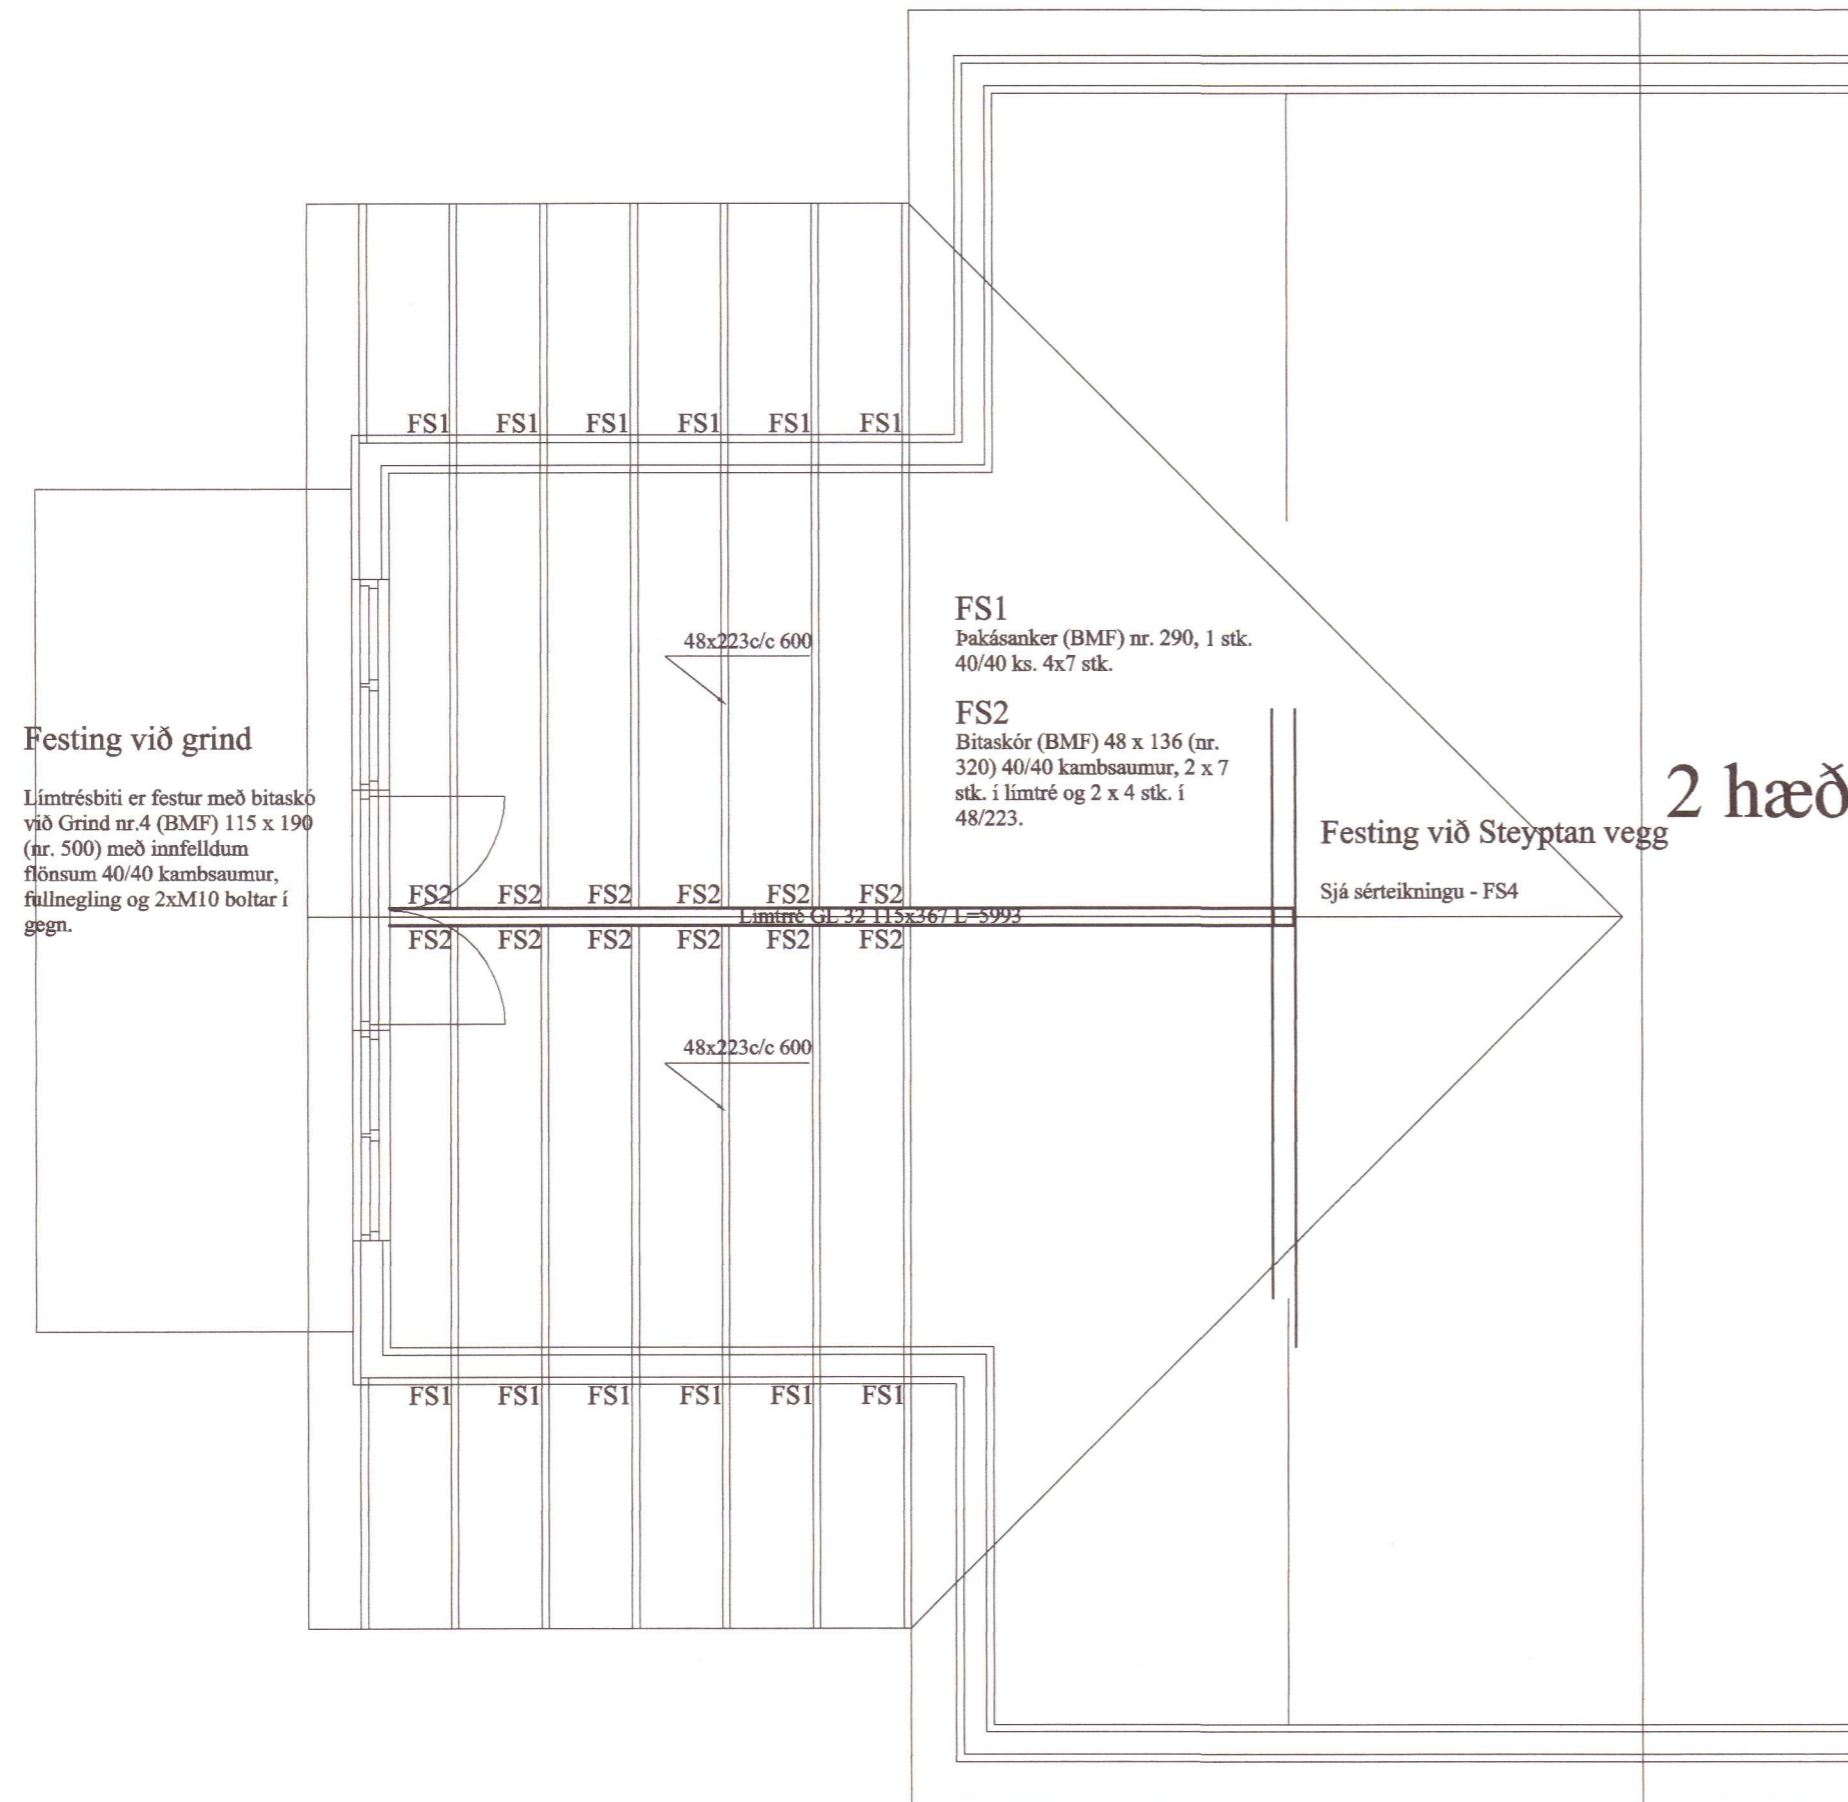 FS1 FS1 FS1 FS1 FS1 FS1
FS1
Þakásanker (BMF) nr. 290, 1 stk.
40/40 ks. 4x7 stk.
48x223c/c 600
FS2
Bitaskór (BMF) 48 x 136 (nr.
320) 40/40 kambsaumur, 2 x 7
stk. í límtré og 2 x 4 stk. í
48/223.
Festing við grind
Límtrésbiti er festur með bitaskó
við Grind nr.4 (BMF) 115 x 190
(nr. 500) með innfelldum
flönsum 40/40 kambsaumur,
fullnegling og 2xM10 boltar í
gegn.
2 hæð
Festing við Steyptan vegg
Sjá sérteikningu - FS4
FS2 FS2 FS2 FS2 FS2 FS2
Límtré GL 32 115x367 L=5993
FS2 FS2 FS2 FS2 FS2 FS2
48x223c/c 600
FS1 FS1 FS1 FS1 FS1 FS1